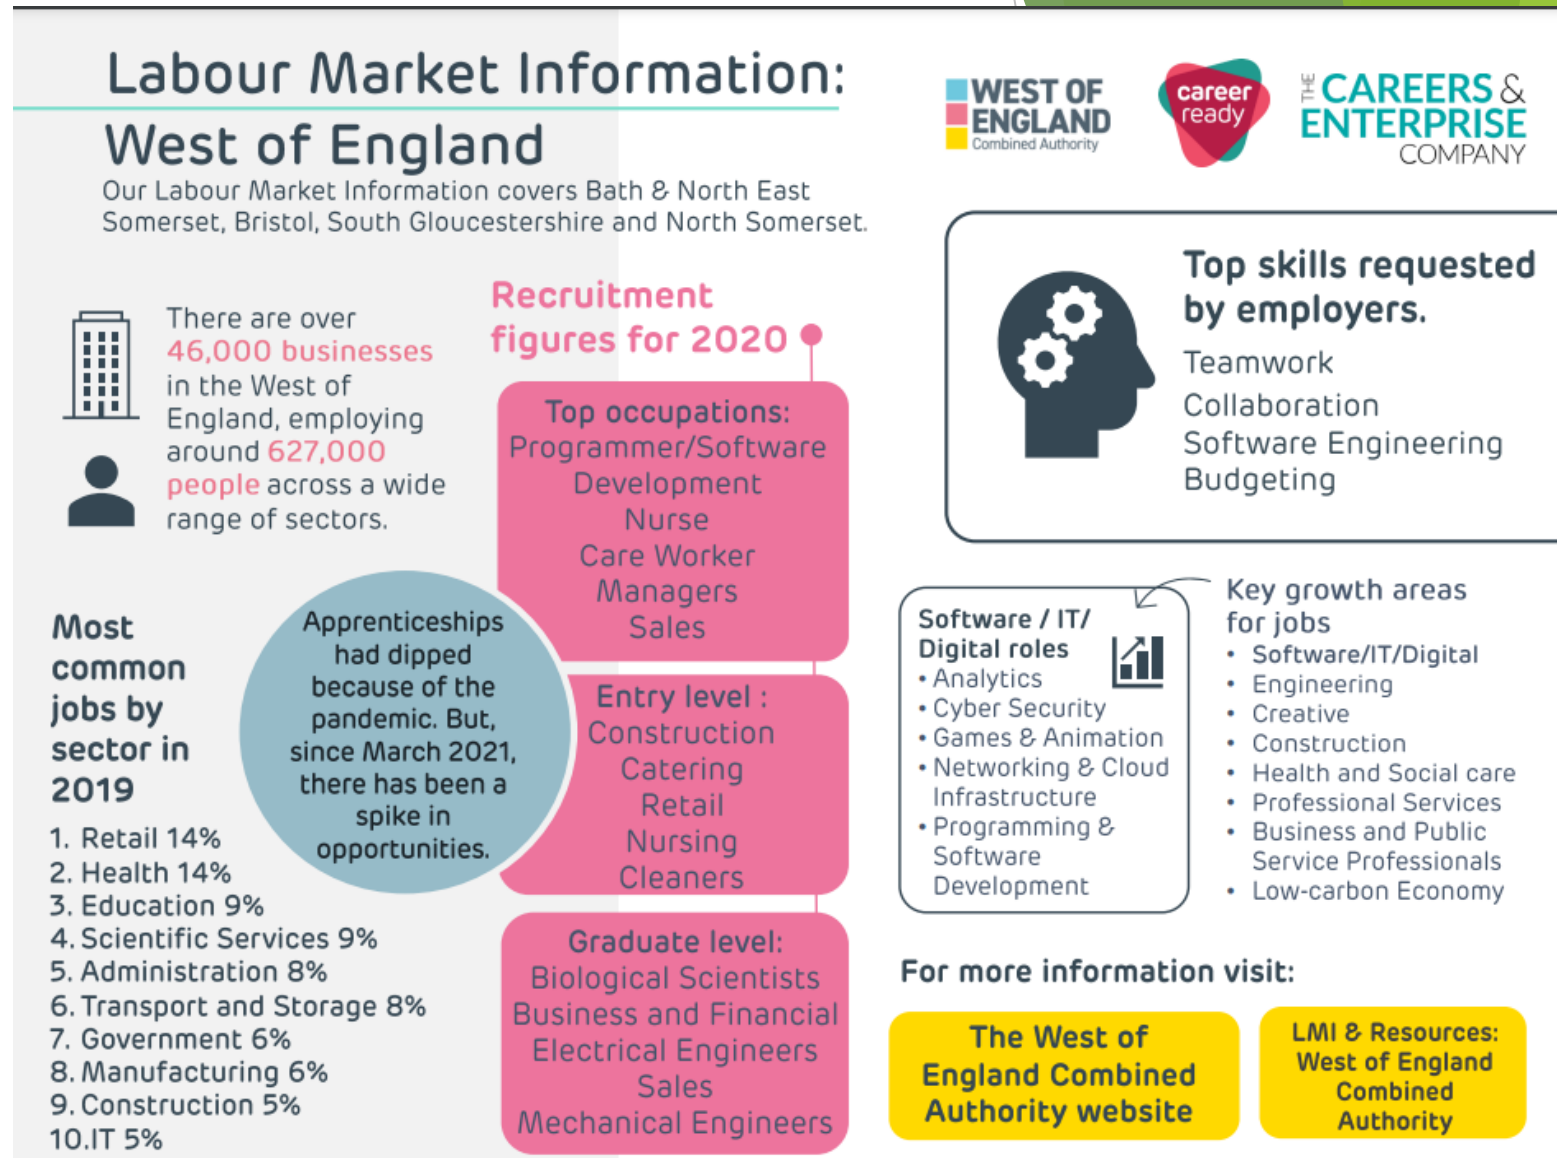 Labour Market Information:
West of England
Our Labour Market Information covers Bath & North East
Somerset, Bristol, South Gloucestershire and North Somerset.
WEST OF
ENGLAND
Combined Authority
career
ready
THE
CAREERS &
ENTERPRISE
COMPANY
There are over
46,000 businesses
in the West of
England, employing
around 627,000
people across a wide
range of sectors.
Most
common
jobs by
sector in
2019
1. Retail 14%
2. Health 14%
3. Education 9%
4. Scientific Services 9%
5. Administration 8%
6. Transport and Storage 8%
7. Government 6%
8. Manufacturing 6%
9. Construction 5%
10.IT 5%
Apprenticeships
had dipped
because of the
pandemic. But,
since March 2021,
there has been a
spike in
opportunities.
Recruitment
figures for 2020
Top occupations:
Programmer/Software
Development
Nurse
Care Worker
Managers
Sales
Entry level :
Construction
Catering
Retail
Nursing
Cleaners
Graduate level:
Biological Scientists
Business and Financial
Electrical Engineers
Sales
Mechanical Engineers
Top skills requested
by employers.
Teamwork
Collaboration
Software Engineering
Budgeting
Software / IT/
Digital roles
• Analytics
• Cyber Security
• Games & Animation
• Networking & Cloud
Infrastructure
• Programming &
Software
Development
Key growth areas
for jobs
• Software/IT/Digital
• Engineering
• Creative
• Construction
• Health and Social care
• Professional Services
• Business and Public
Service Professionals
• Low-carbon Economy
For more information visit:
The West of
England Combined
Authority website
LMI & Resources:
West of England
Combined
Authority